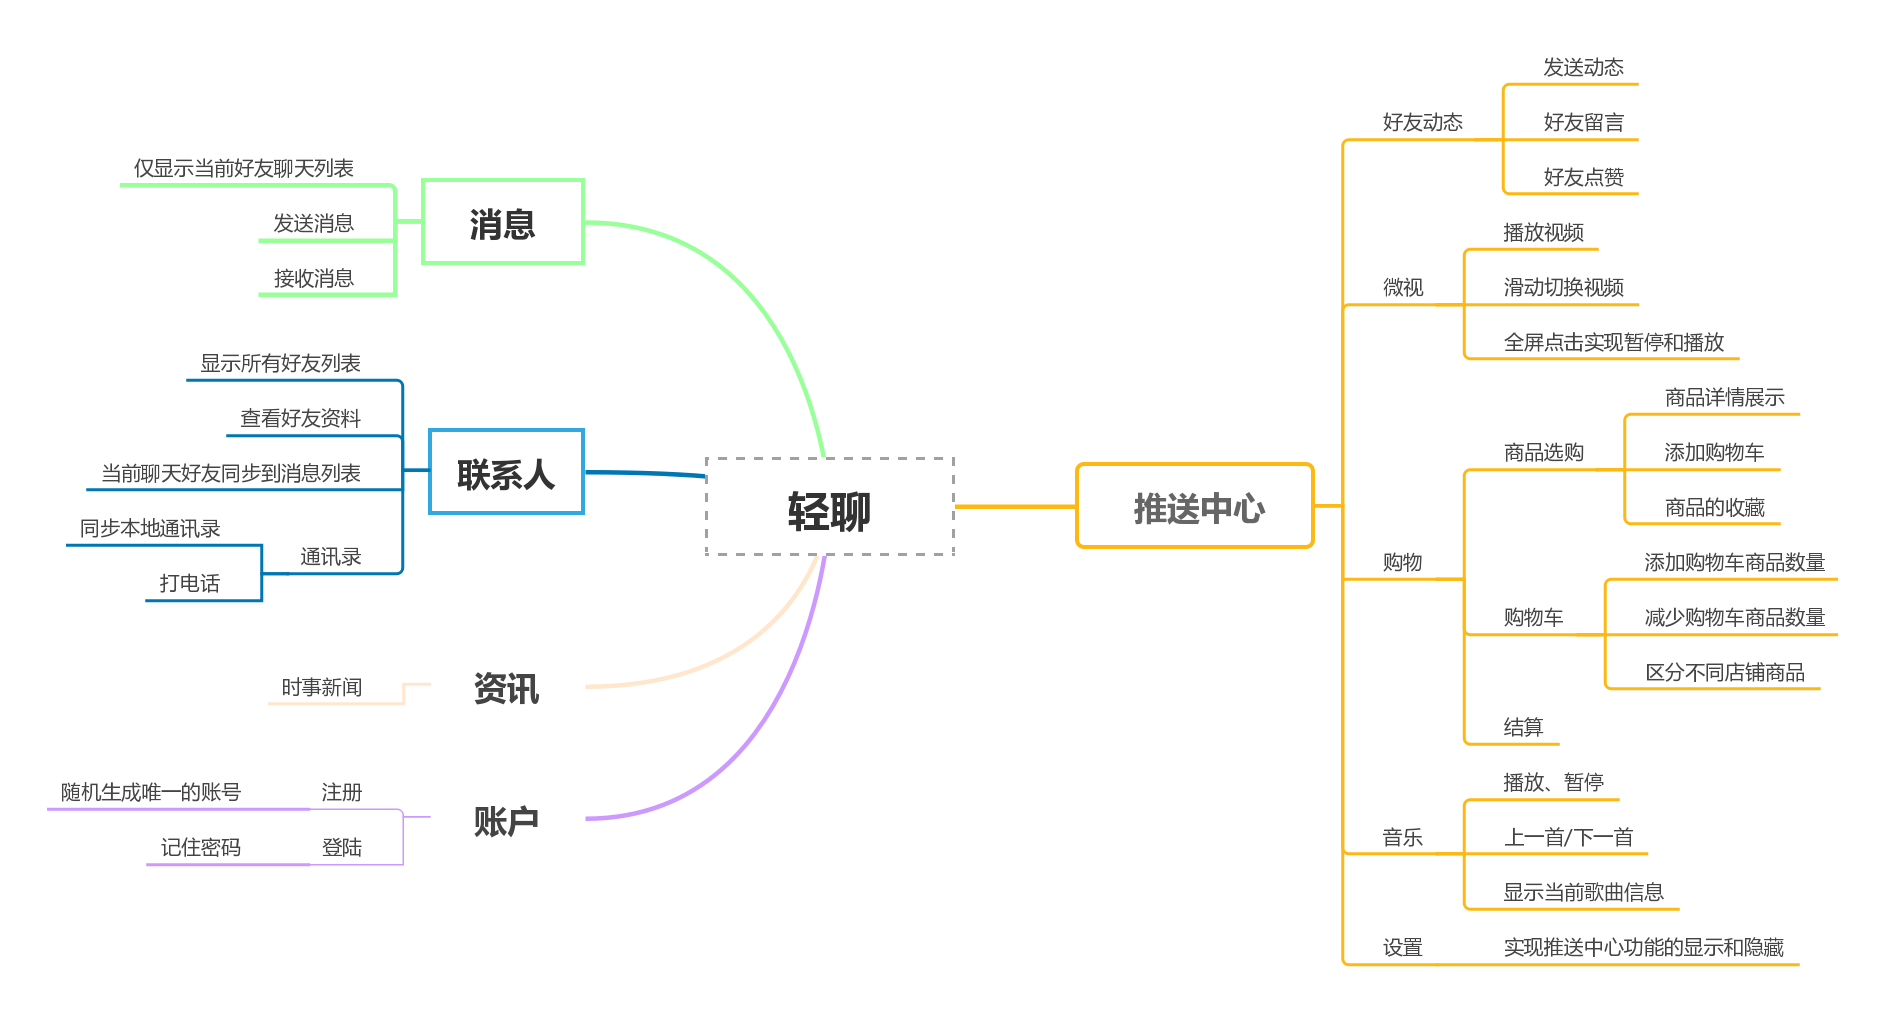 轻聊
消息
仅显示当前好友聊天列表
发送消息
接收消息
联系人
显示所有好友列表
查看好友资料
当前聊天好友同步到消息列表
通讯录
同步本地通讯录
打电话
资讯
时事新闻
账户
注册
随机生成唯一的账号
登陆
记住密码
推送中心
好友动态
发送动态
好友留言
好友点赞
微视
播放视频
滑动切换视频
全屏点击实现暂停和播放
购物
商品选购
商品详情展示
添加购物车
商品的收藏
购物车
添加购物车商品数量
减少购物车商品数量
区分不同店铺商品
结算
音乐
播放、暂停
上一首/下一首
显示当前歌曲信息
设置
实现推送中心功能的显示和隐藏